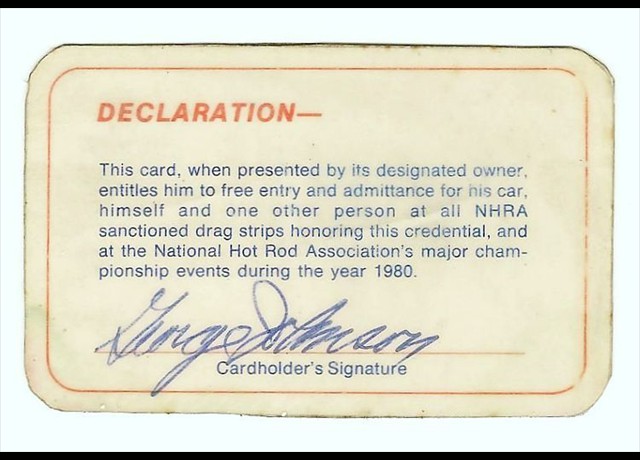 DECLARATION—
This card, when presented by its designated owner,
entitles him to free entry and admittance for his car,
himself and one other person at all NHRA
sanctioned drag strips honoring this credential, and
at the National Hot Rod Association's major cham-
pionship events during the year 1980.
George Johnson
Cardholder's Signature